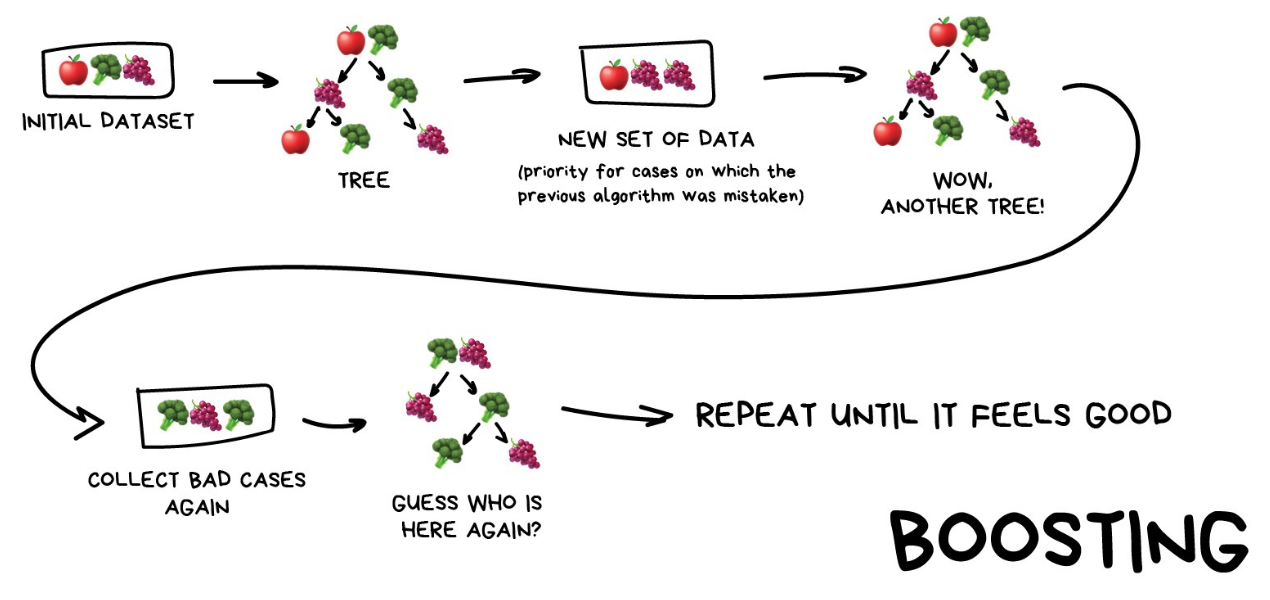 INITIAL DATASET
TREE
NEW SET OF DATA
(priority for cases on which the
previous algorithm was mistaken)
WOW,
ANOTHER TREE!
COLLECT BAD CASES
AGAIN
GUESS WHO IS
HERE AGAIN?
REPEAT UNTIL IT FEELS GOOD
BOOSTING